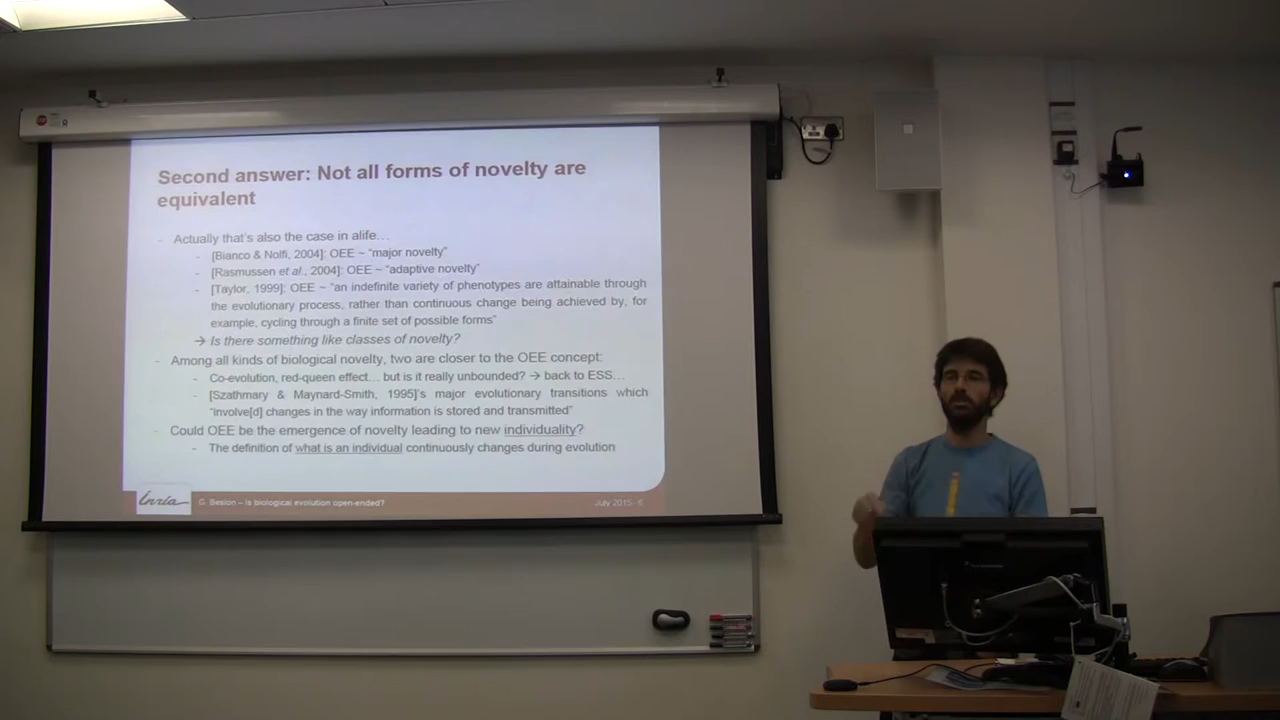 Second answer: Not all forms of novelty are
equivalent
- Actually that's also the case in alife…
- [Bianco & Nolfi, 2004]: OEE ~ "major novelty"
- [Rasmussen et al., 2004]: OEE ~ "adaptive novelty"
- [Taylor, 1999]: OEE ~ "an indefinite variety of phenotypes are attainable through
the evolutionary process, rather than continuous change being achieved by, for
example, cycling through a finite set of possible forms"
→ Is there something like classes of novelty?
- Among all kinds of biological novelty, two are closer to the OEE concept:
- Co-evolution, red-queen effect… but is it really unbounded? → back to ESS…
- [Szathmary & Maynard-Smith, 1995]'s major evolutionary transitions which
"involve[d] changes in the way information is stored and transmitted"
- Could OEE be the emergence of novelty leading to new individuality?
- The definition of what is an individual continuously changes during evolution
Inria
G. Beslon – Is biological evolution open-ended?
July 2015 - 6